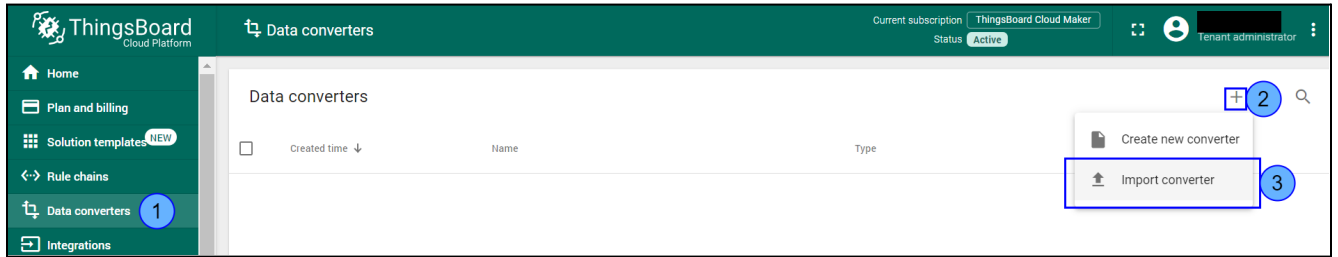 ThingsBoard
Cloud Platform
Data converters
Current subscription ThingsBoard Cloud Maker
Status Active
Tenant administrator
Home
Plan and billing
Solution templates NEW
Rule chains
Data converters 1
Integrations
Data converters
2
Created time Name Type
Create new converter
Import converter 3